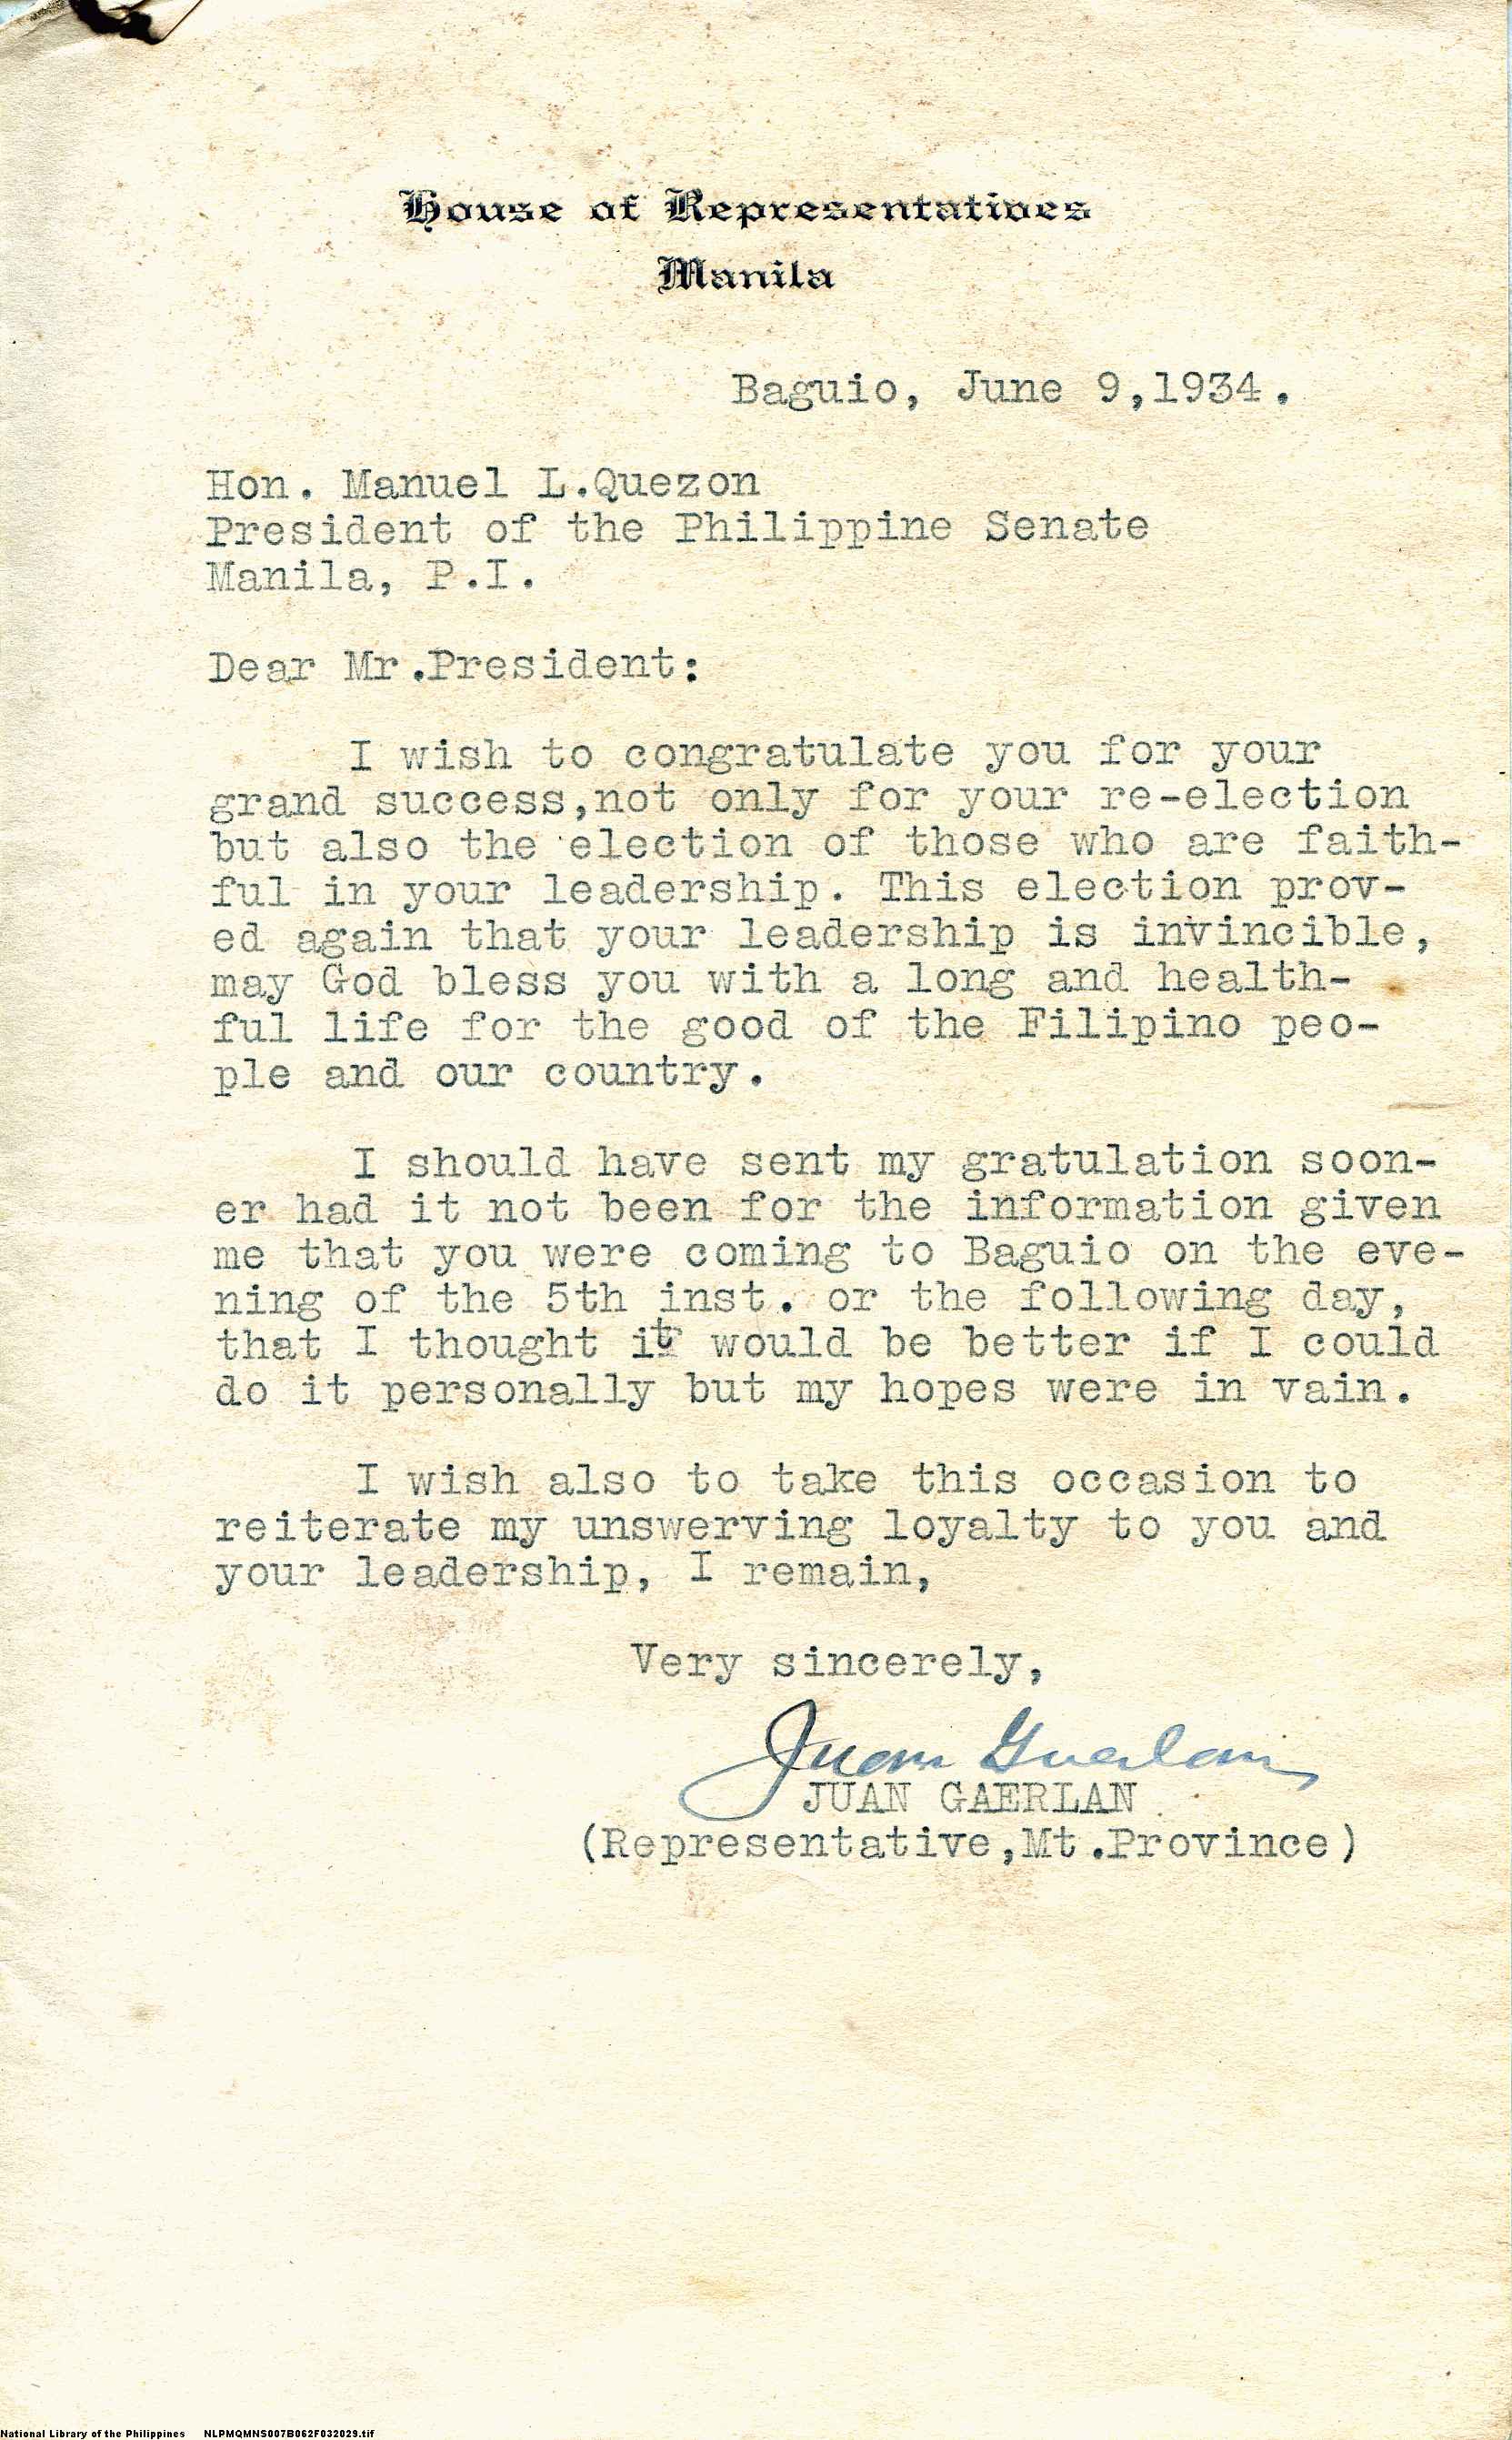 House of Representatives
Manila
Baguio, June 9,1934.
Hon. Manuel L.Quezon
President of the Philippine Senate
Manila, P.I.
Dear Mr.President:
I wish to congratulate you for your
grand success,not only for your re-election
but also the election of those who are faith-
ful in your leadership. This election prov-
ed again that your leadership is invincible,
may God bless you with a long and health-
ful life for the good of the Filipino peo-
ple and our country.
I should have sent my gratulation soon-
er had it not been for the information given
me that you were coming to Baguio on the eve-
ning of the 5th inst. or the following day,
that I thought it would be better if I could
do it personally but my hopes were in vain.
I wish also to take this occasion to
reiterate my unswerving loyalty to you and
your leadership, I remain,
Very sincerely,
Juan Gaerlan
JUAN GAERLAN
(Representative,Mt.Province)
National Library of the Philippines NLPMQMNS007B062F032029.tif